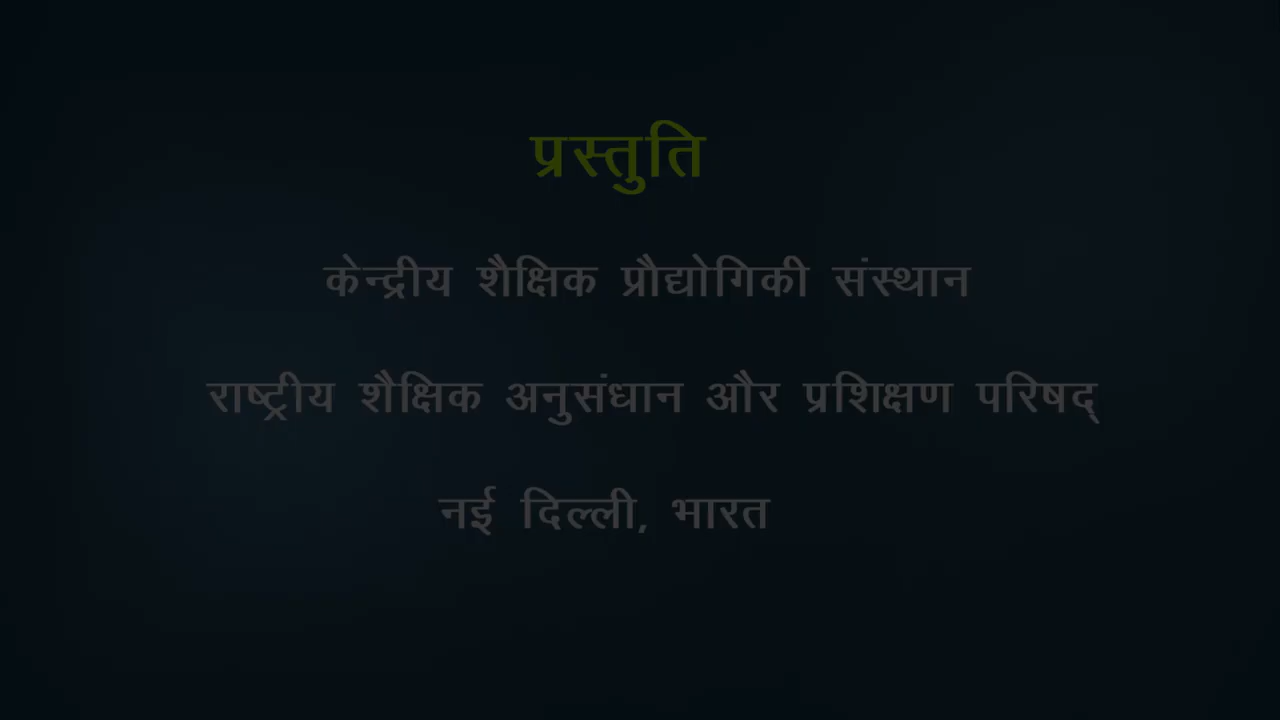 प्रस्तुति
केन्द्रीय शैक्षिक प्रौद्योगिकी संस्थान
राष्ट्रीय शैक्षिक अनुसंधान और प्रशिक्षण परिषद्
नई दिल्ली, भारत